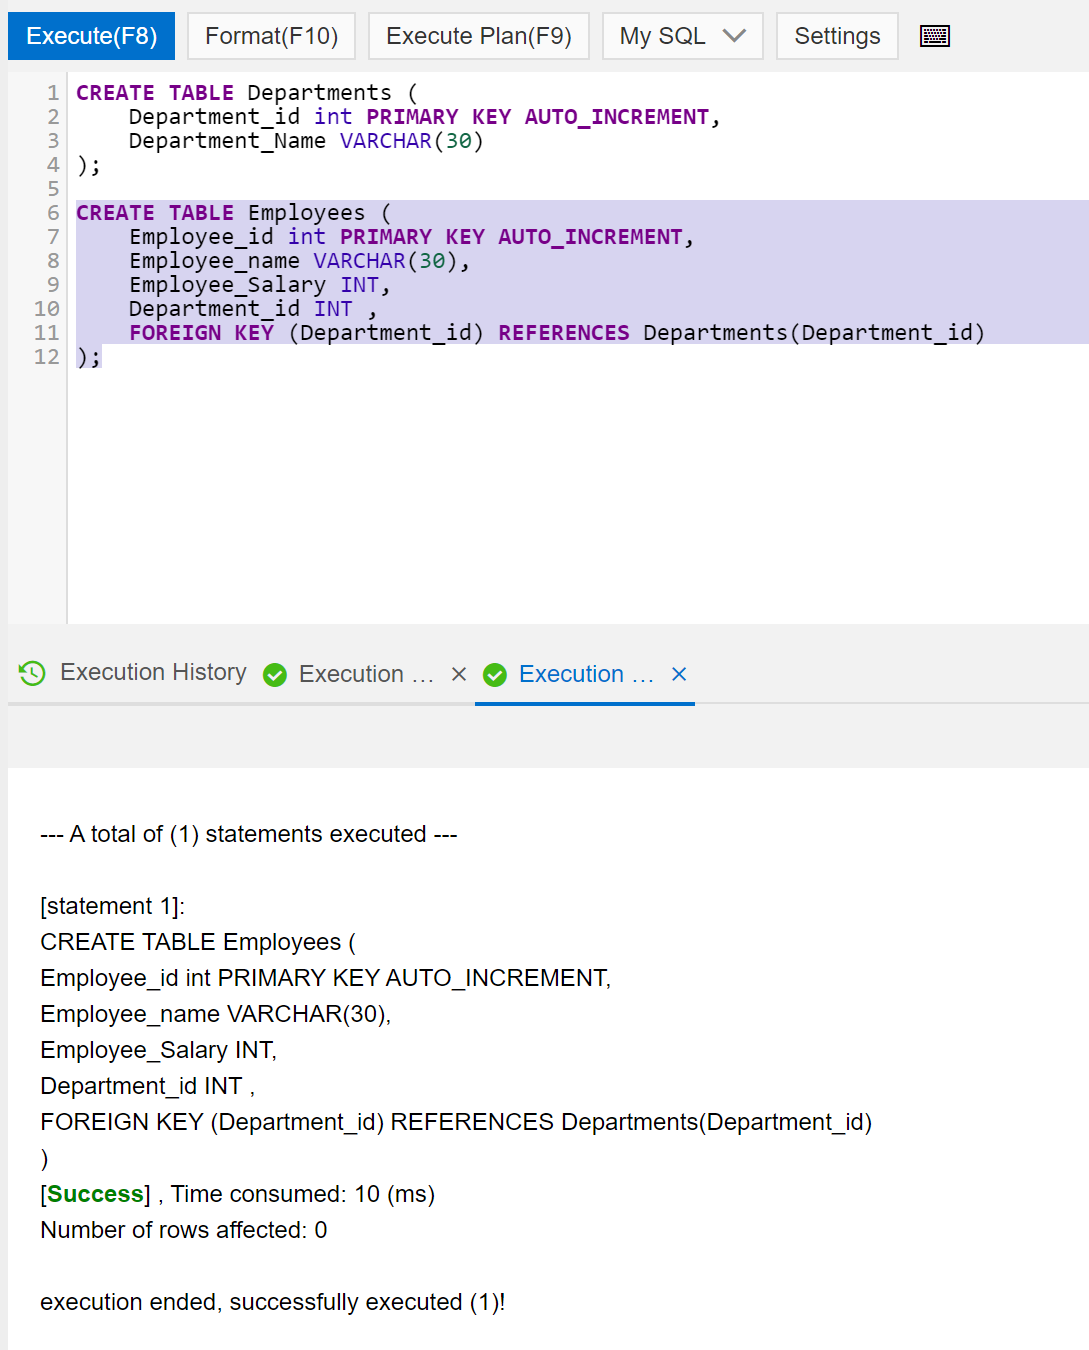 Execute(F8) Format(F10) Execute Plan(F9) My SQL Settings
1 CREATE TABLE Departments (
2 Department_id int PRIMARY KEY AUTO_INCREMENT,
3 Department_Name VARCHAR(30)
4 );
5
6 CREATE TABLE Employees (
7 Employee_id int PRIMARY KEY AUTO_INCREMENT,
8 Employee_name VARCHAR(30),
9 Employee_Salary INT,
10 Department_id INT ,
11 FOREIGN KEY (Department_id) REFERENCES Departments(Department_id)
12 );
Execution History Execution ... × Execution ... ×
--- A total of (1) statements executed ---
[statement 1]:
CREATE TABLE Employees (
Employee_id int PRIMARY KEY AUTO_INCREMENT,
Employee_name VARCHAR(30),
Employee_Salary INT,
Department_id INT ,
FOREIGN KEY (Department_id) REFERENCES Departments(Department_id)
)
[Success] , Time consumed: 10 (ms)
Number of rows affected: 0
execution ended, successfully executed (1)!